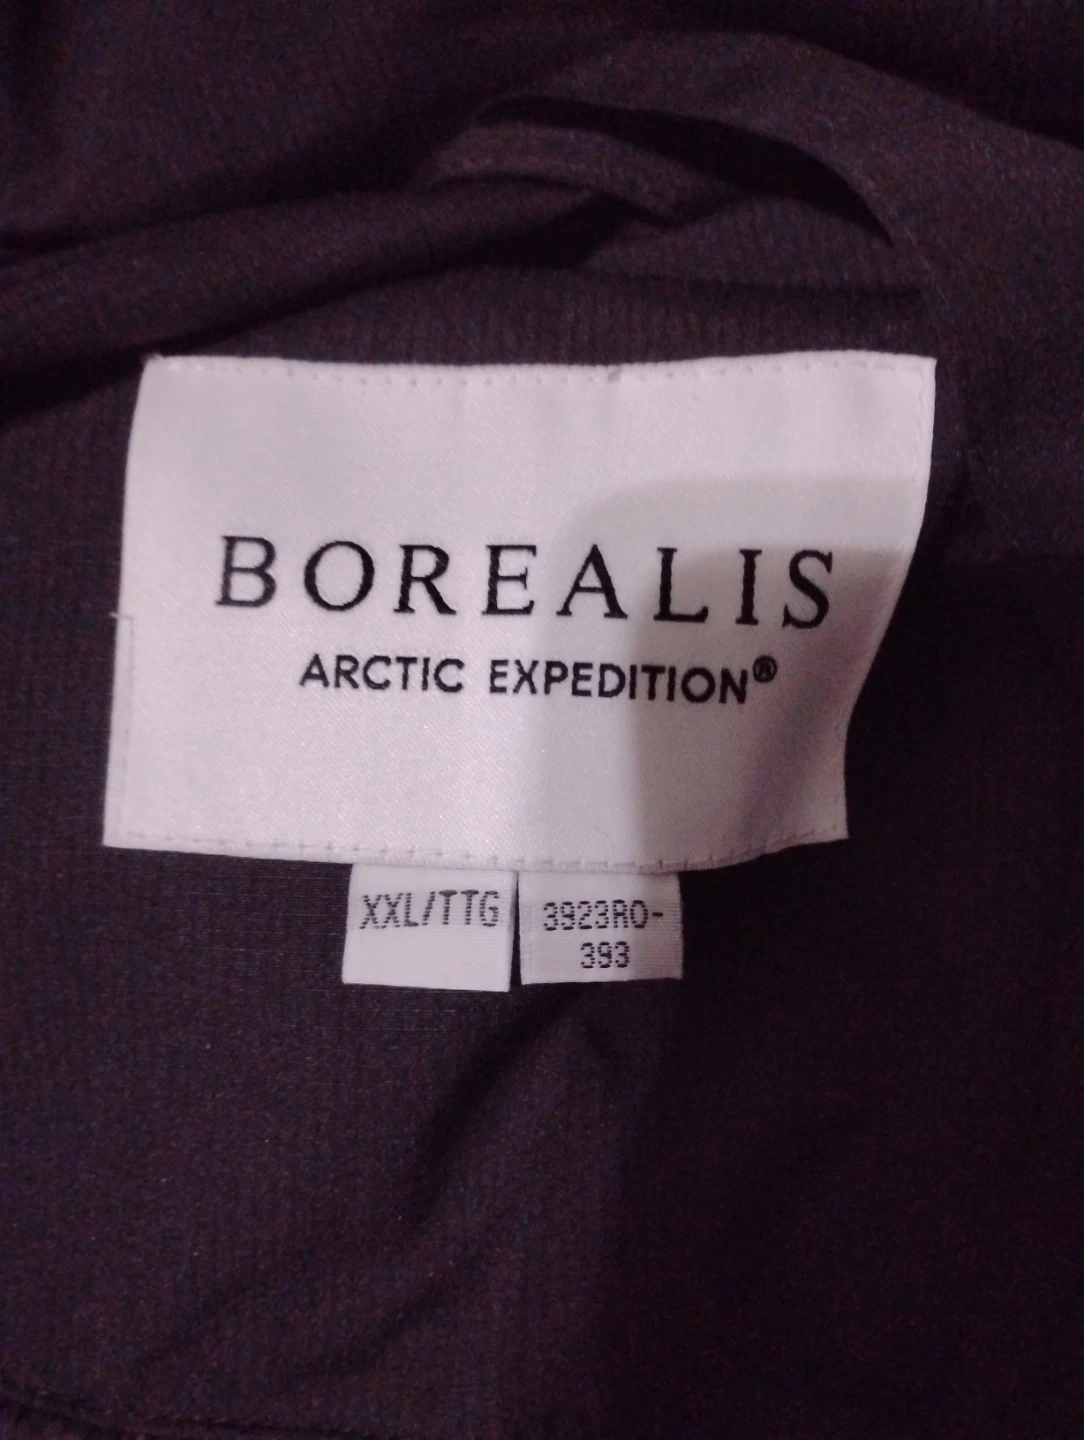 BOREALIS
ARCTIC EXPEDITION®
XXL/TTG
3923RO-
393